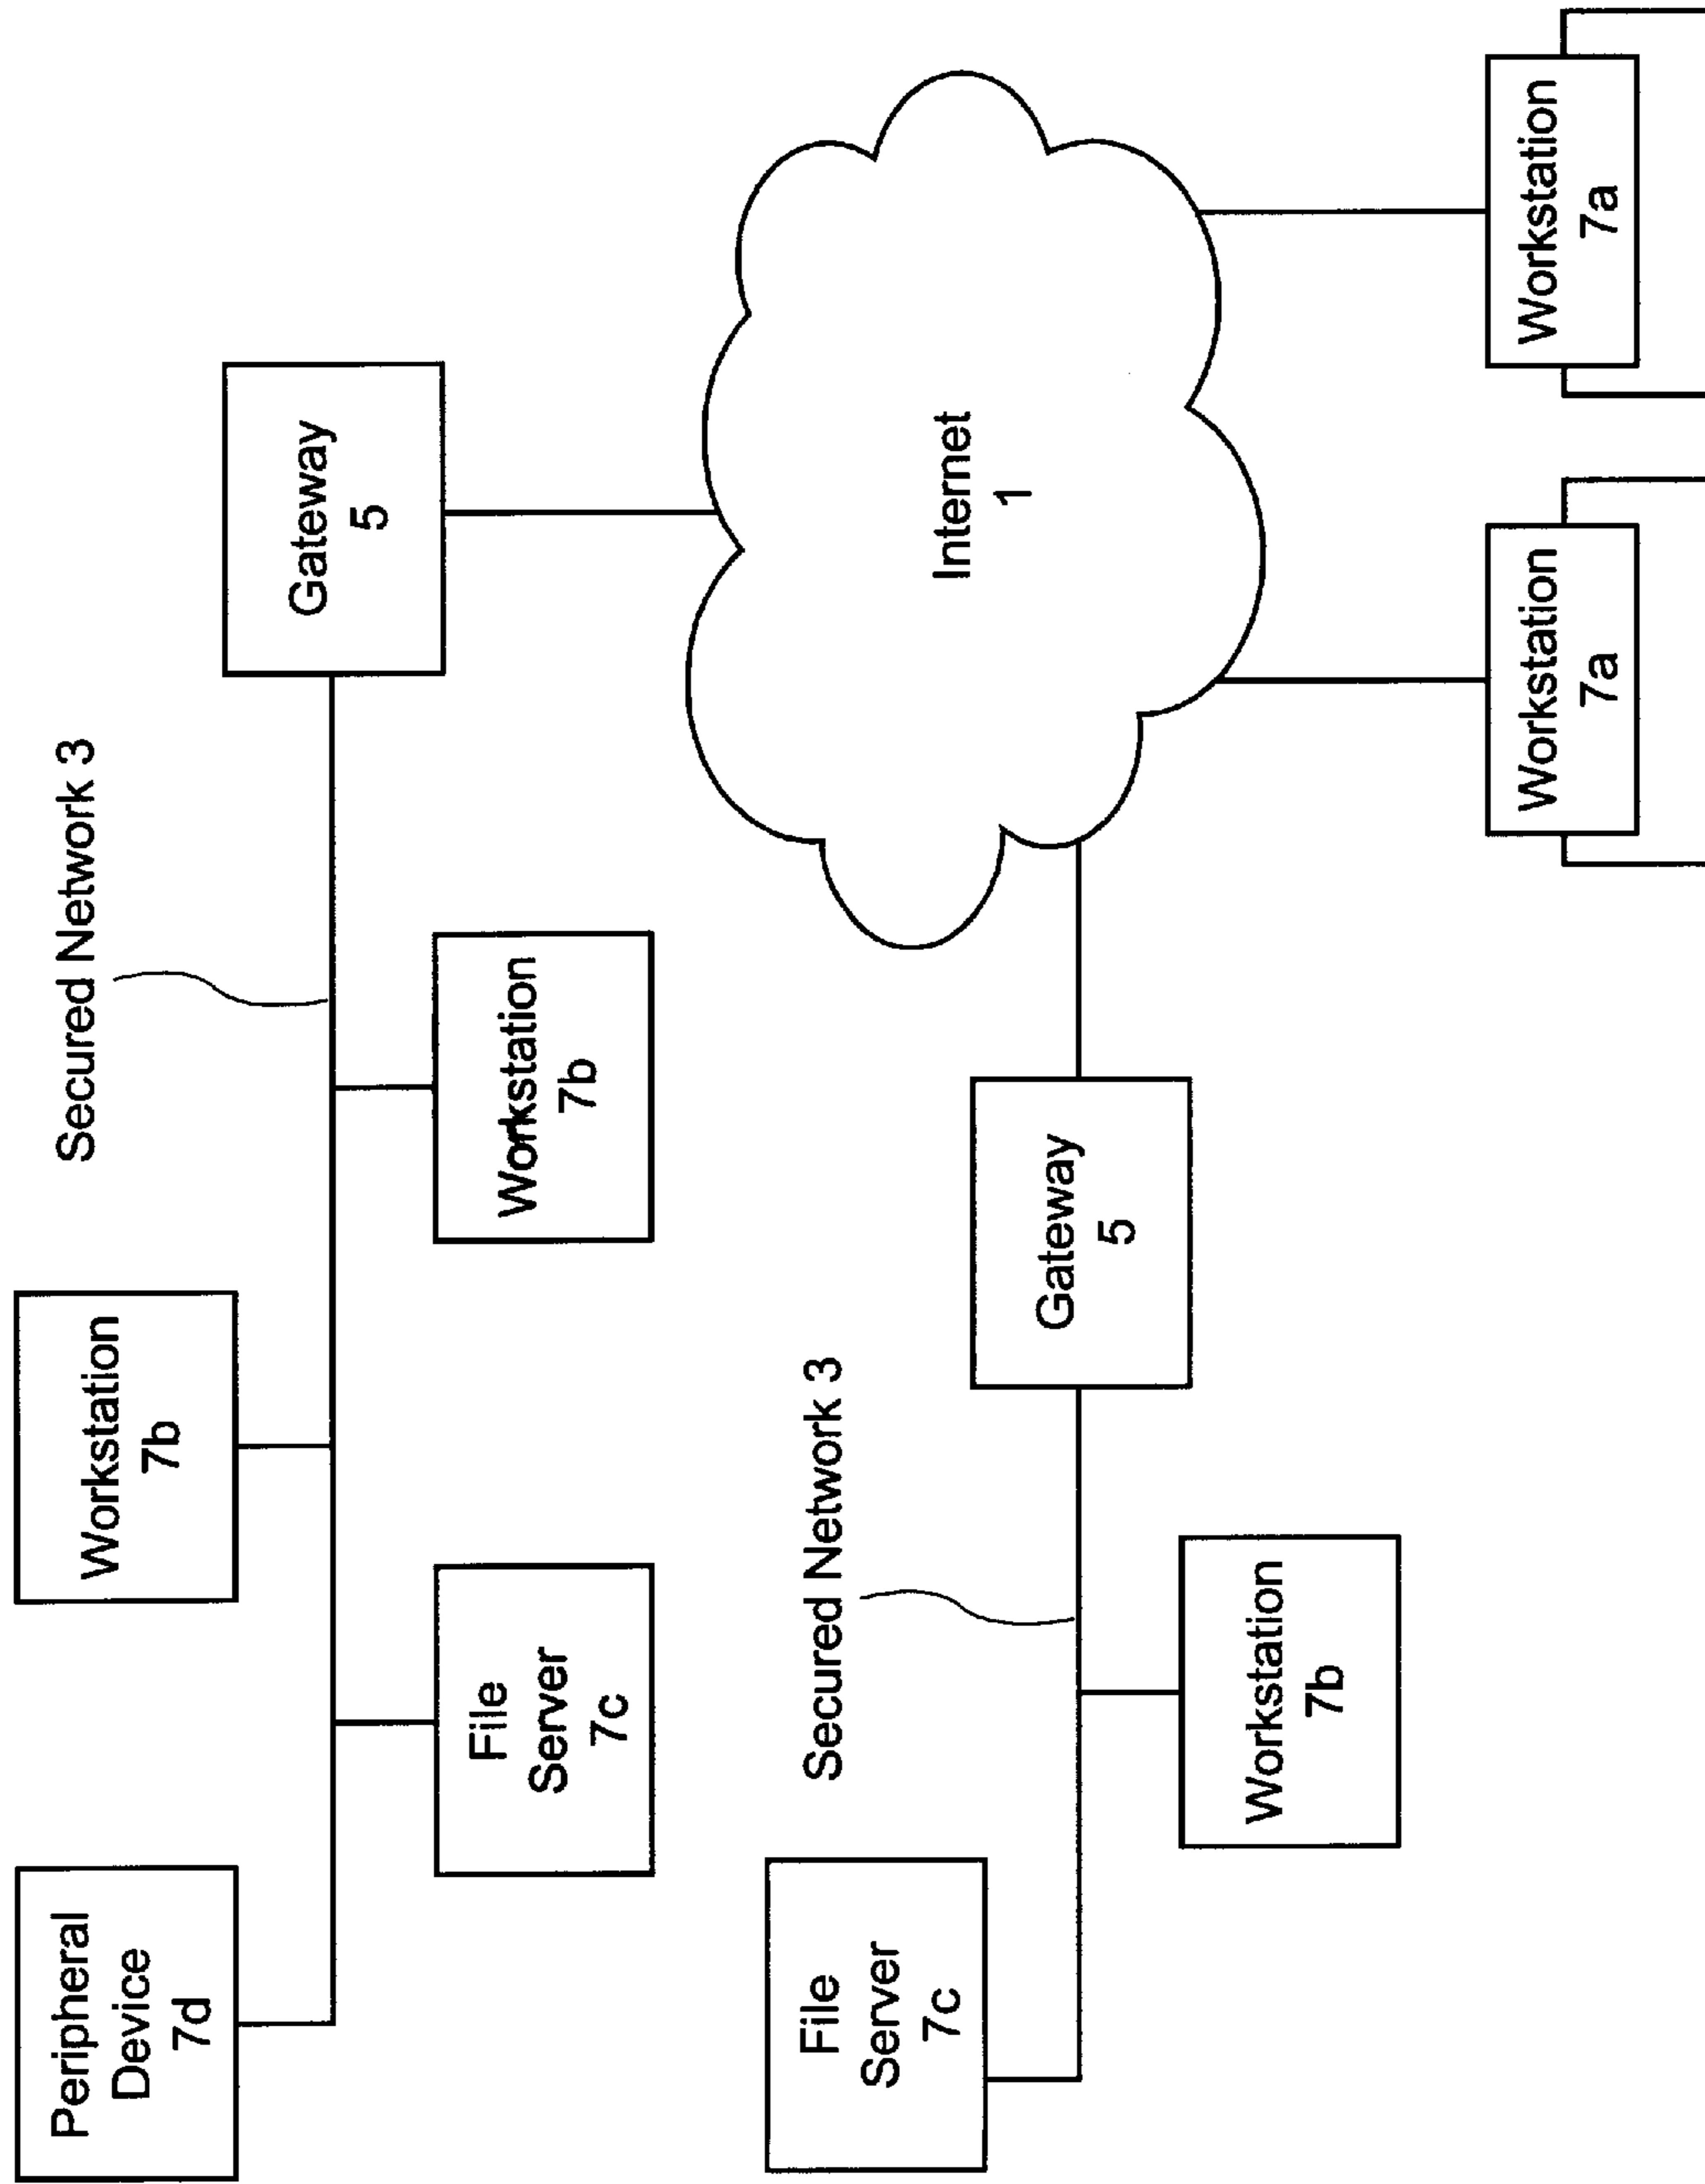 Peripheral
Device
7d
Workstation
7b
Secured Network 3
File
Server
7c
Workstation
7b
Gateway
5
File
Server
7c
Secured Network 3
Workstation
7b
Gateway
5
Internet
1
Workstation
7a
Workstation
7a